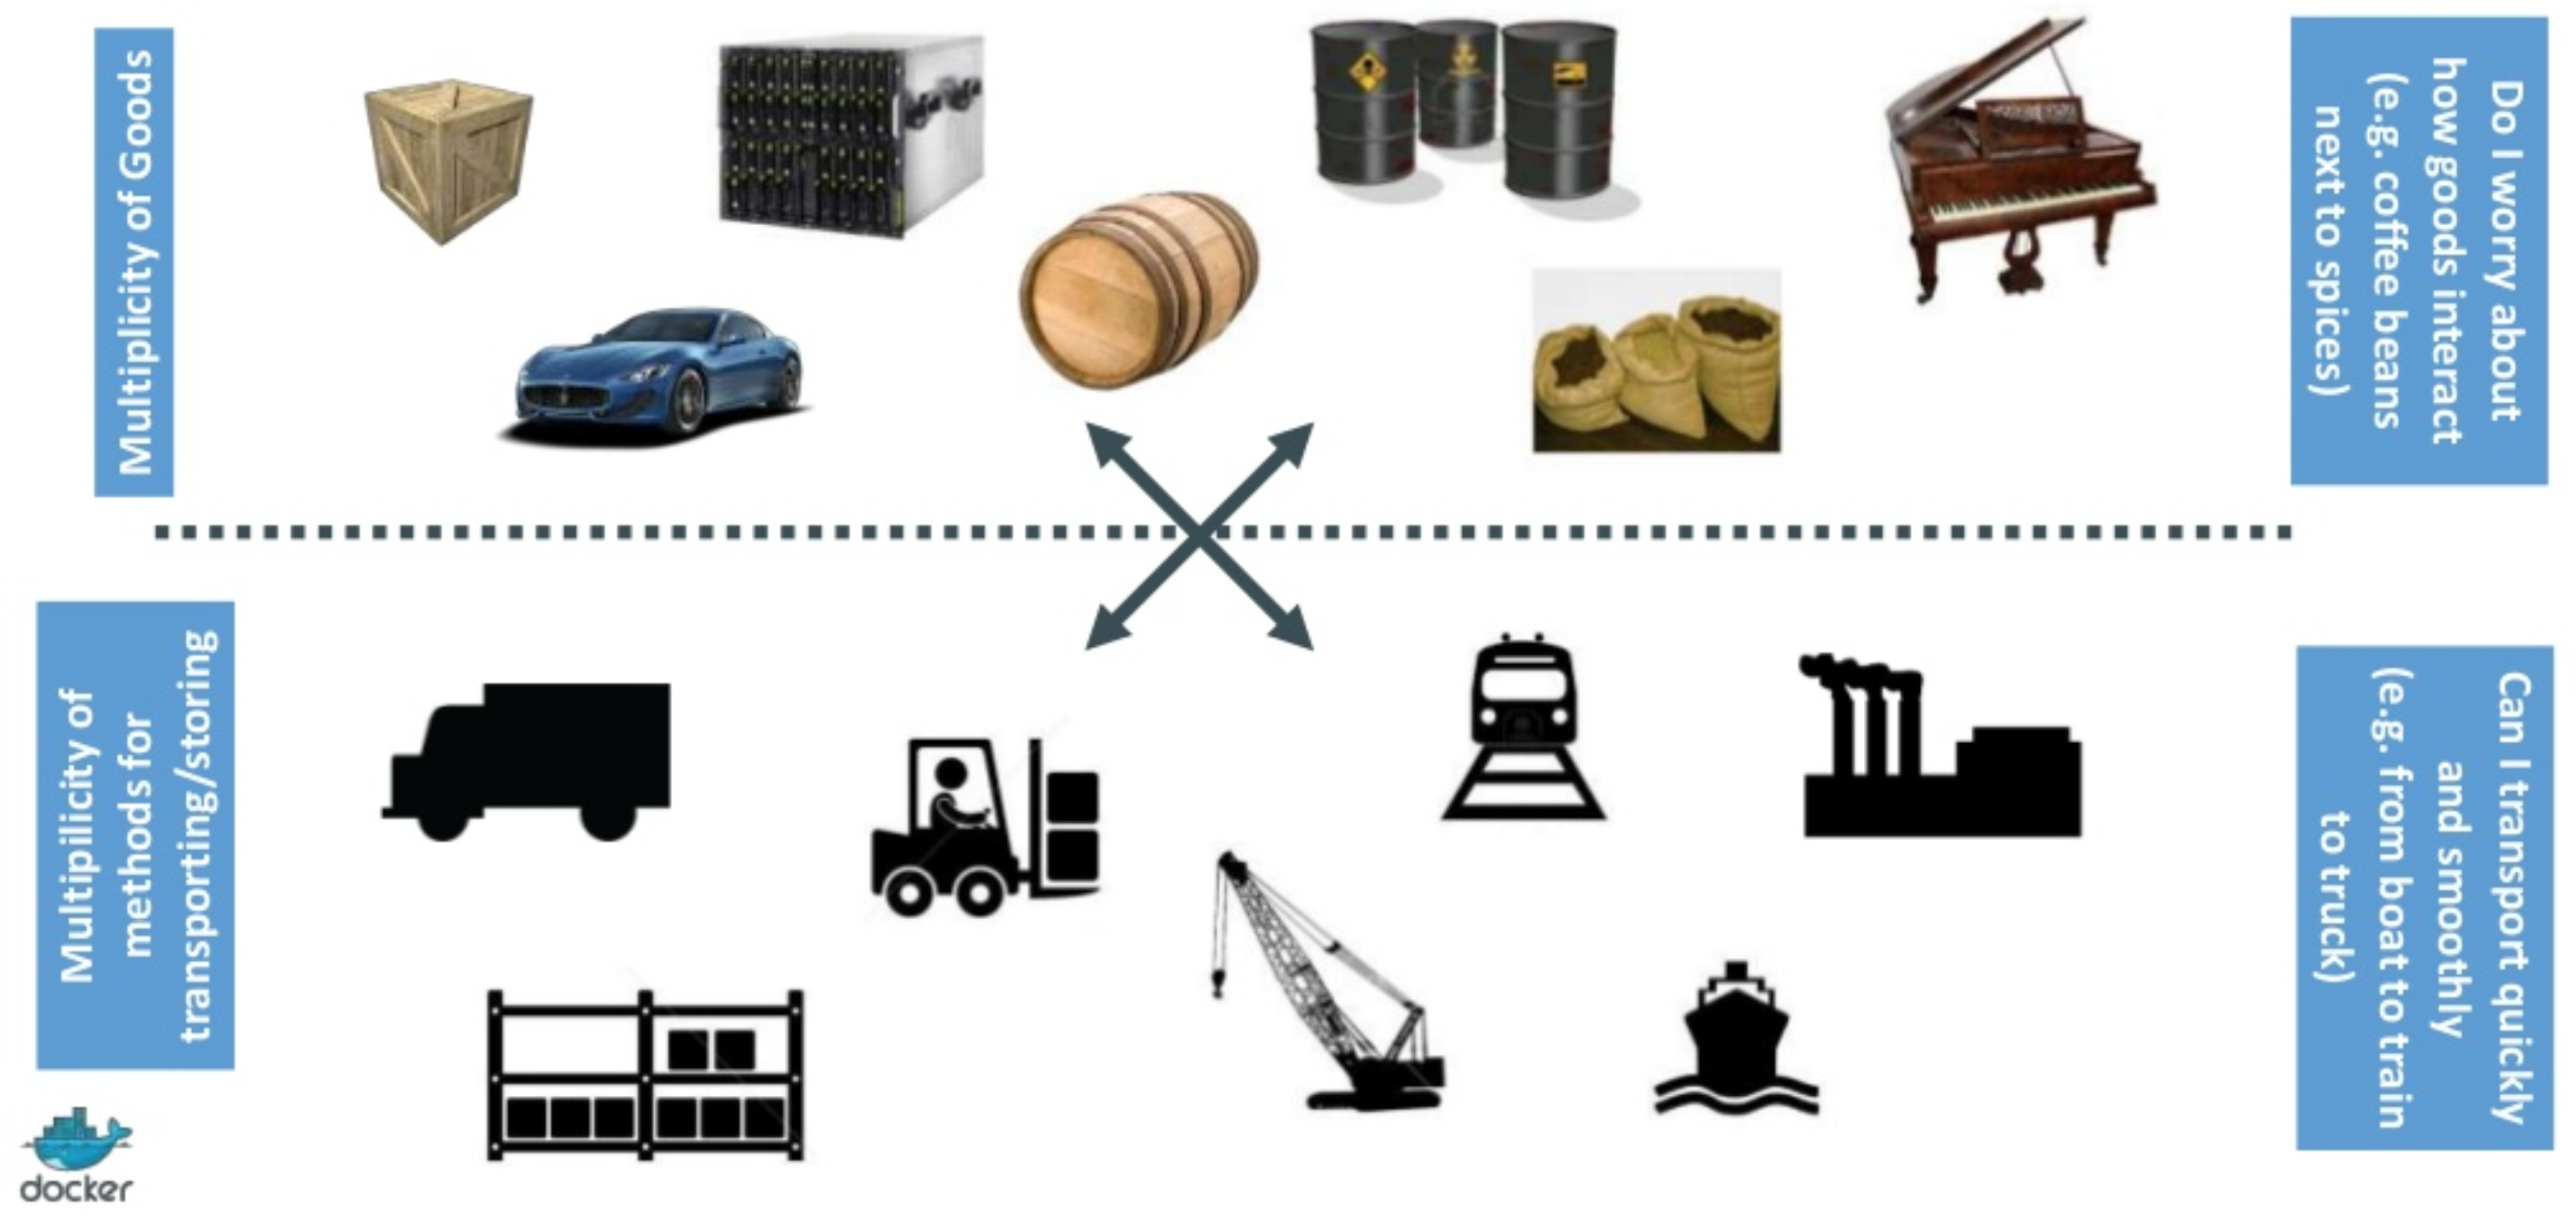 Multiplicity of Goods
Do I worry about
how goods interact
(e.g. coffee beans
next to spices)
Multipilicity of
methods for
transporting/storing
Can I transport quickly
and smoothly
(e.g. from boat to train
to truck)
docker